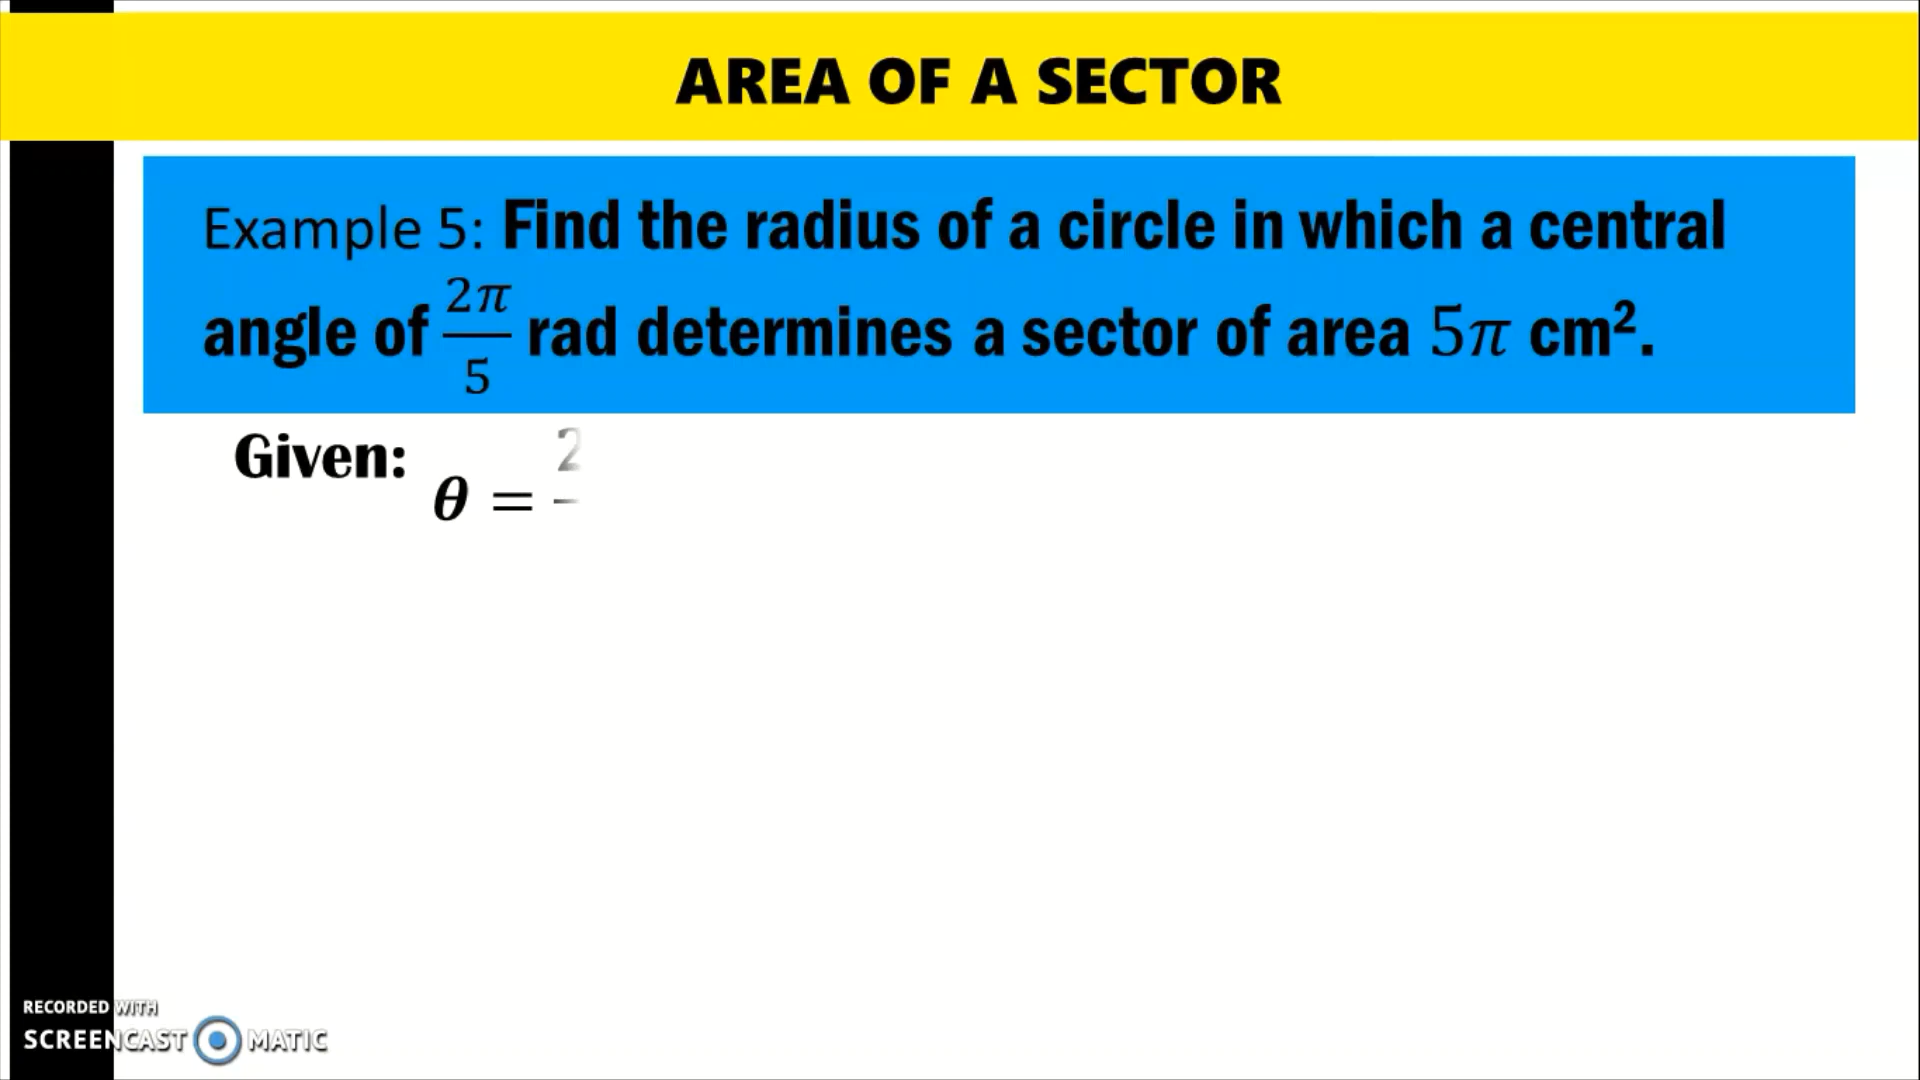 AREA OF A SECTOR
Example 5: Find the radius of a circle in which a central
angle of 2π/5 rad determines a sector of area 5π cm².
Given:
θ = 2
RECORDED WITH
SCREENCAST MATIC